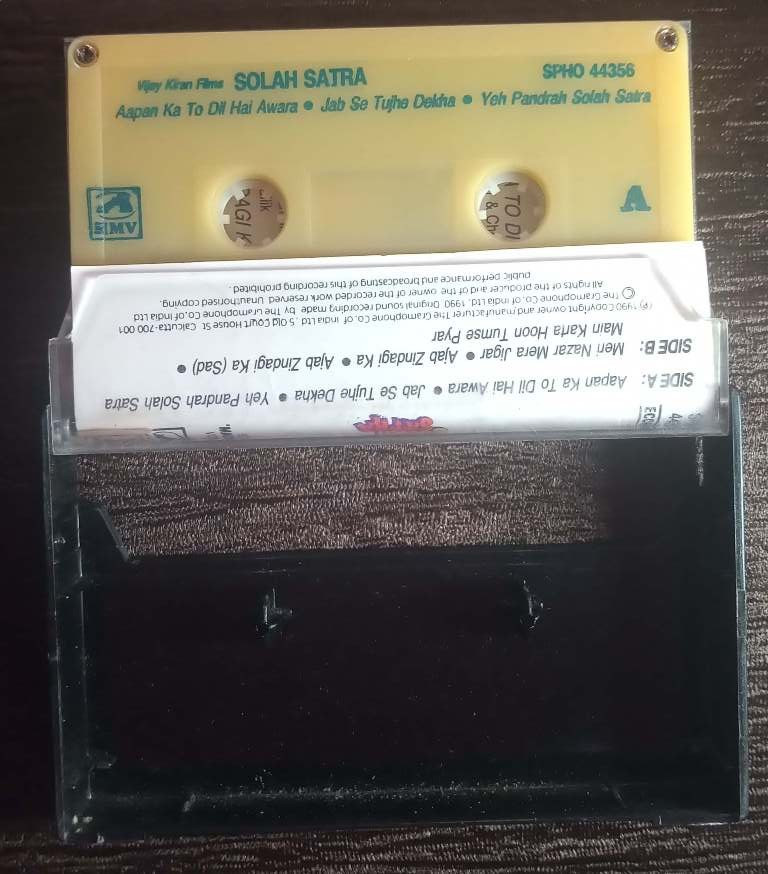 Vijay Kiran Films SOLAH SATRA
SPHO 44356
Aapan Ka To Dil Hai Awara ● Jab Se Tujhe Dekha ● Yeh Pandrah Solah Satra
HMV
A
TO DI
& Ch
SIDE A: Aapan Ka To Dil Hai Awara ● Jab Se Tujhe Dekha ● Yeh Pandrah Solah Satra
SIDE B: Meri Nazar Mera Jigar ● Ajab Zindagi Ka ● Ajab Zindagi Ka (Sad) ●
Main Karta Hoon Tumse Pyar
(P) 1990 Copyright owner and manufacturer The Gramophone Co. of India Ltd., 5 Old Court House St. Calcutta-700 001
© The Gramophone Co. of India Ltd. 1990. Original sound recording made by The Gramophone Co. of India Ltd
All rights of the producer and of the owner of the recorded work reserved. Unauthorised copying,
public performance and broadcasting of this recording prohibited.